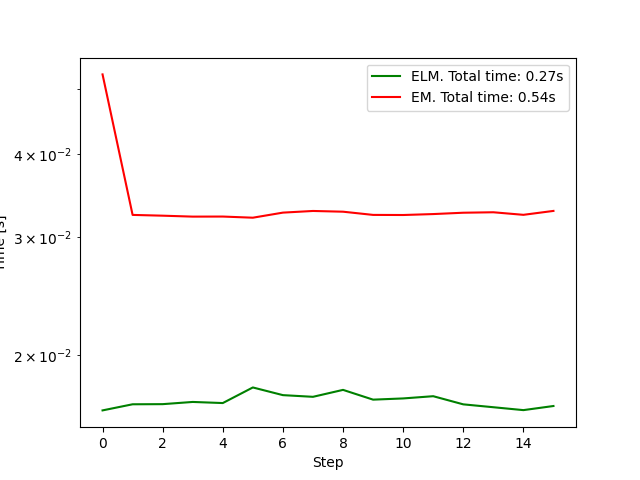 ELM. Total time: 0.27s
EM. Total time: 0.54s
4 × 10⁻²
3 × 10⁻²
2 × 10⁻²
[s]
0 2 4 6 8 10 12 14
Step